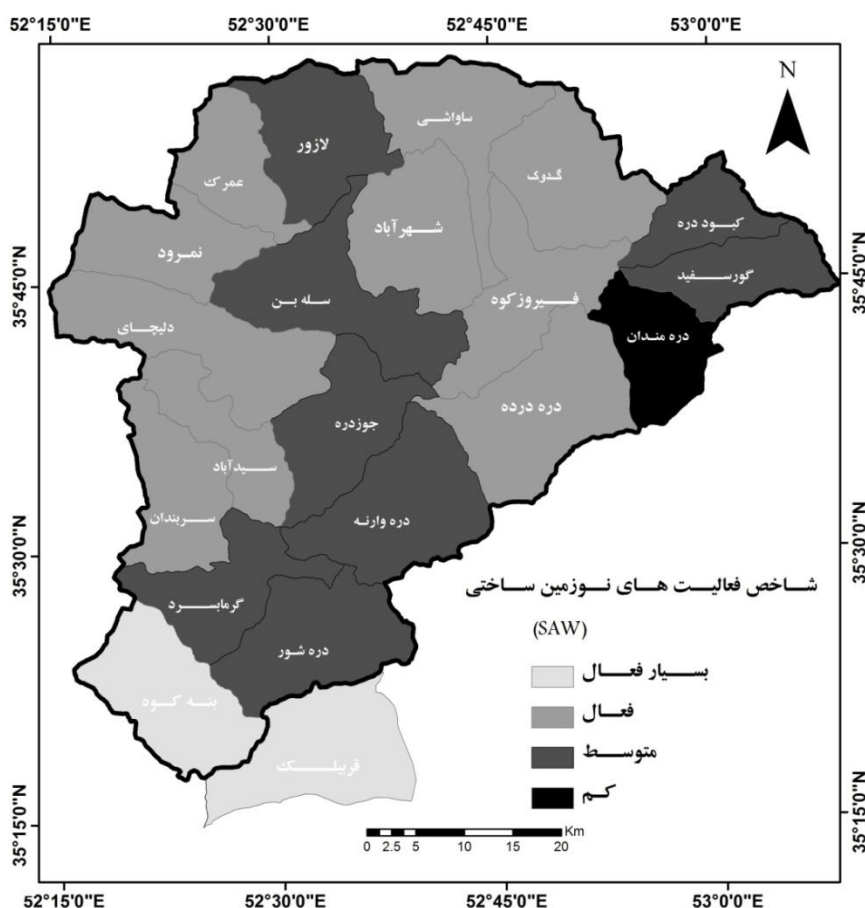 52°15'0"E 52°30'0"E 52°45'0"E 53°0'0"E
N
ساواشی
لازور
گدوک
عمرک
کبود دره
شهرآباد
نمرود
گورسفید
35°45'0"N 35°45'0"N
سله بن
فیروزکوه
دلیچای
دره مندان
دره درده
جوزدره
سیدآباد
سربندان
دره وارنه
35°30'0"N 35°30'0"N
شاخص فعالیت های نوزمین ساختی
(SAW)
گرمابسرد
دره شور
بسیار فعال
بنه کوه
فعال
قربیلک
متوسط
کم
35°15'0"N 35°15'0"N
0 2.5 5 10 15 20 Km
52°15'0"E 52°30'0"E 52°45'0"E 53°0'0"E